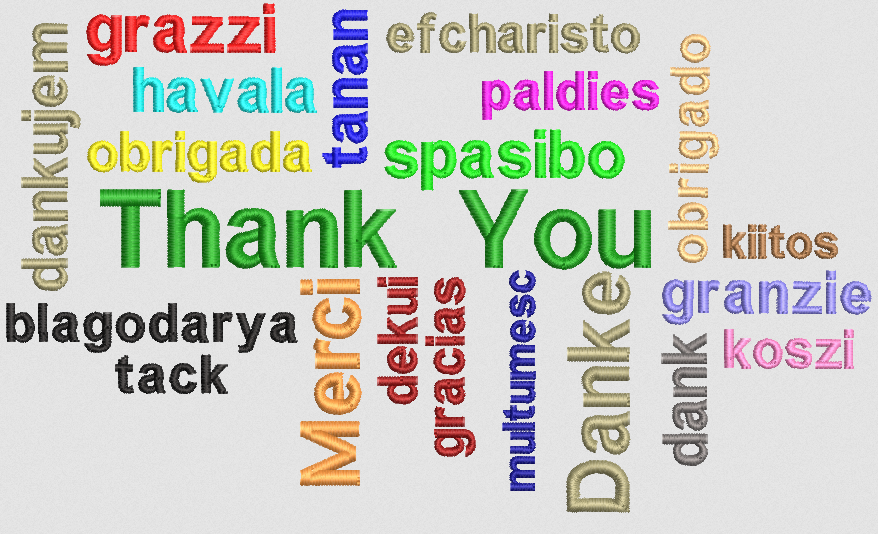 dankujem
grazzi
tanan
efcharisto
obrigado
havala
paldies
obrigada
spasibo
Thank You
kiitos
granzie
blagodarya
tack
Merci
dekui
gracias
multumesc
Danke
dank
koszi